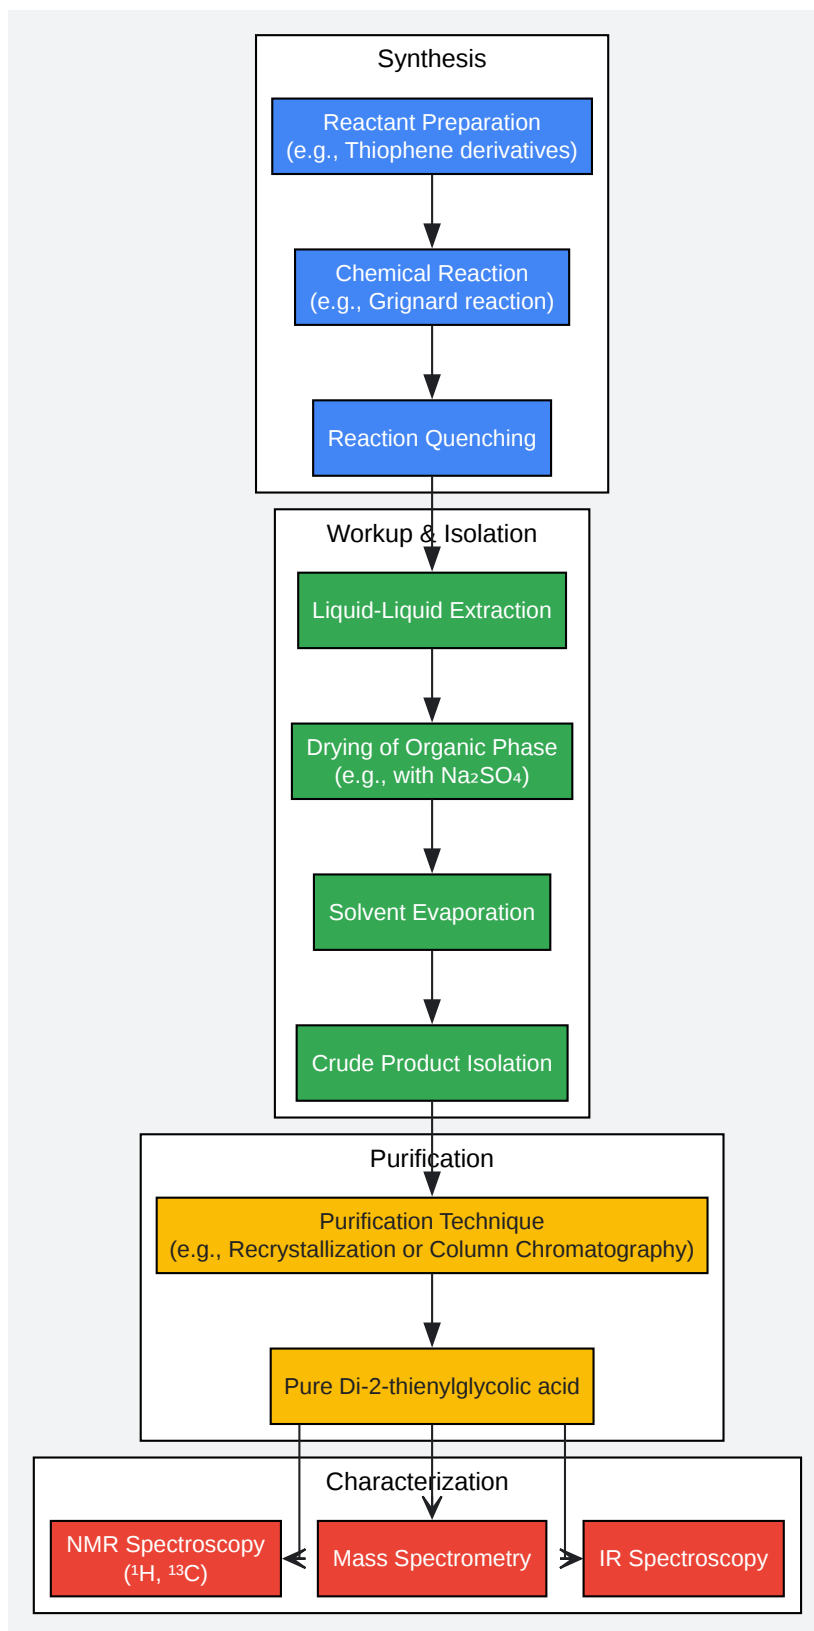 Synthesis
Reactant Preparation
(e.g., Thiophene derivatives)
Chemical Reaction
(e.g., Grignard reaction)
Reaction Quenching
Workup & Isolation
Liquid-Liquid Extraction
Drying of Organic Phase
(e.g., with Na₂SO₄)
Solvent Evaporation
Crude Product Isolation
Purification
Purification Technique
(e.g., Recrystallization or Column Chromatography)
Pure Di-2-thienylglycolic acid
Characterization
NMR Spectroscopy
(¹H, ¹³C)
Mass Spectrometry
IR Spectroscopy